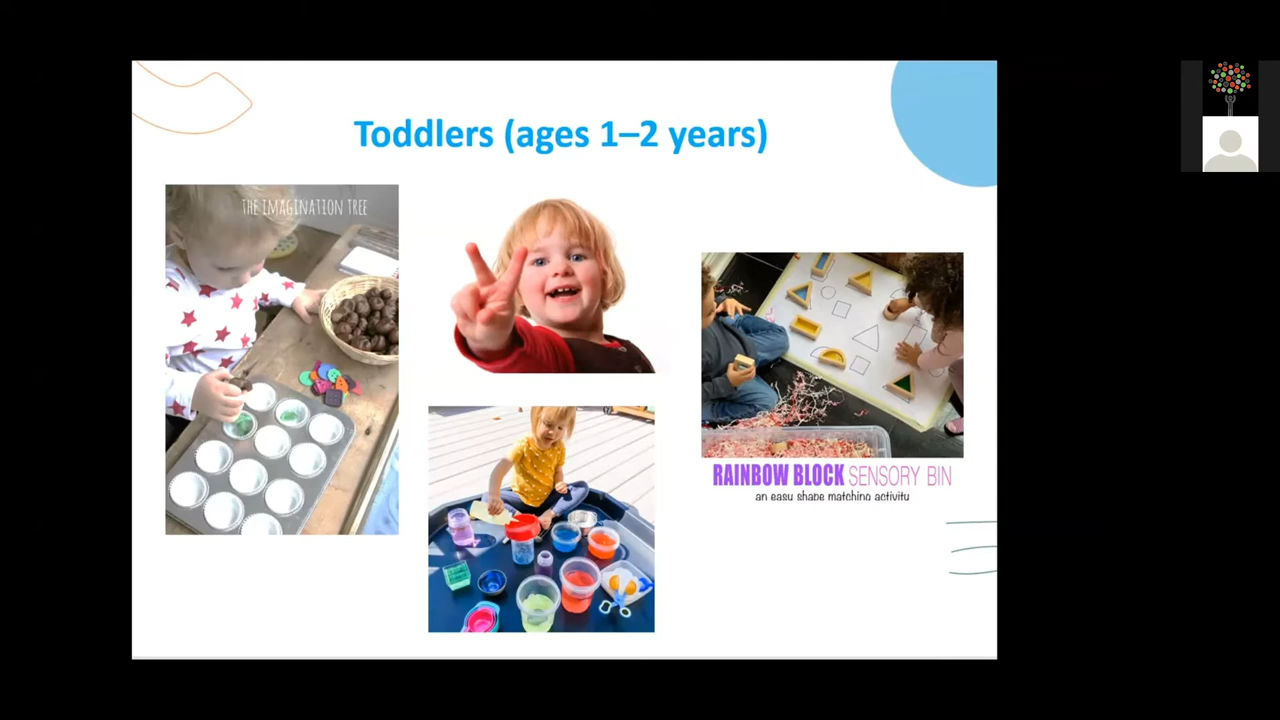 Toddlers (ages 1–2 years)
THE IMAGINATION TREE
RAINBOW BLOCK SENSORY BIN
an easy shape matching activity